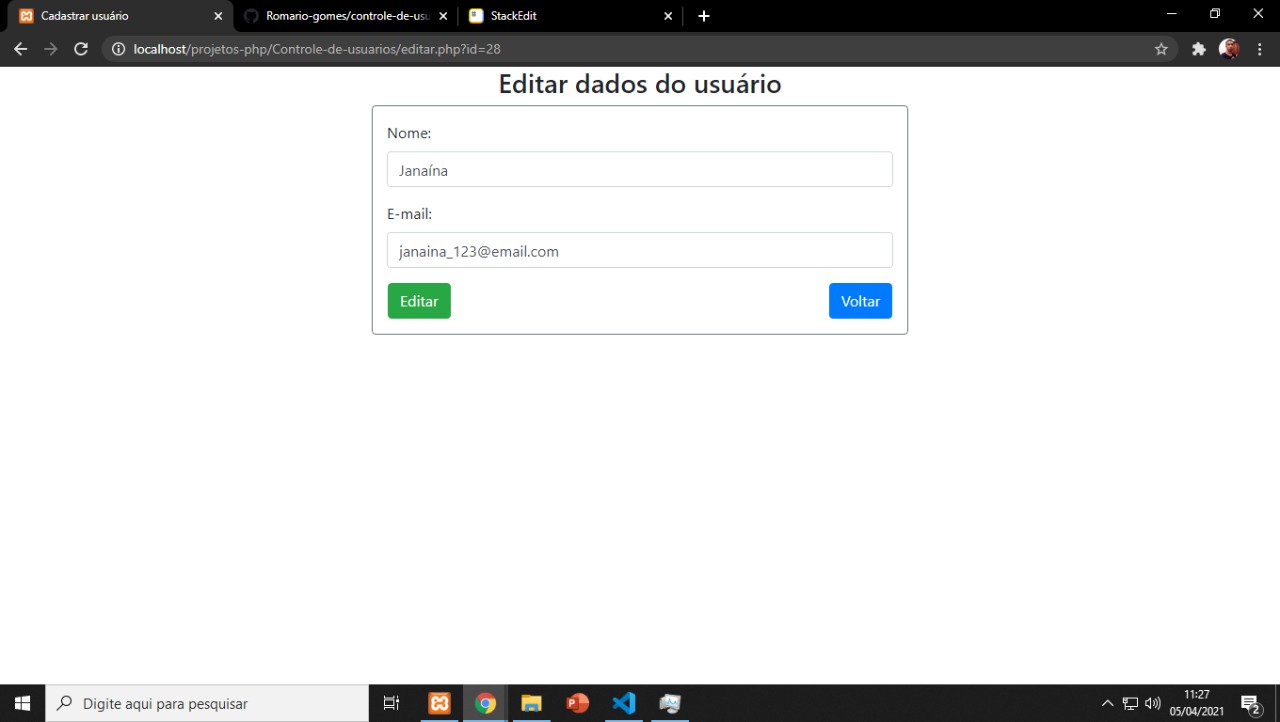 Cadastrar usuário
Romario-gomes/controle-de-usu
StackEdit
localhost/projetos-php/Controle-de-usuarios/editar.php?id=28
Editar dados do usuário
Nome:
Janaína
E-mail:
janaina_123@email.com
Editar
Voltar
Digite aqui para pesquisar
11:27
05/04/2021
2